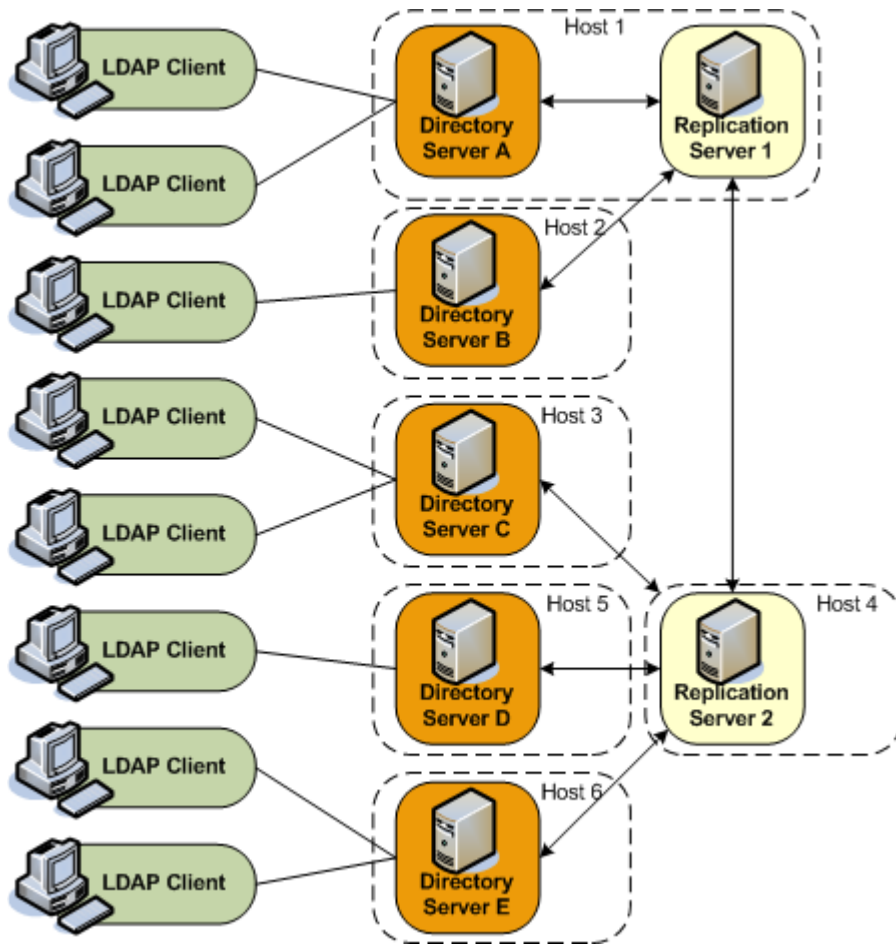 LDAP Client
LDAP Client
LDAP Client
LDAP Client
LDAP Client
LDAP Client
LDAP Client
LDAP Client
Host 1
Directory
Server A
Replication
Server 1
Host 2
Directory
Server B
Host 3
Directory
Server C
Host 5
Directory
Server D
Host 4
Replication
Server 2
Host 6
Directory
Server E